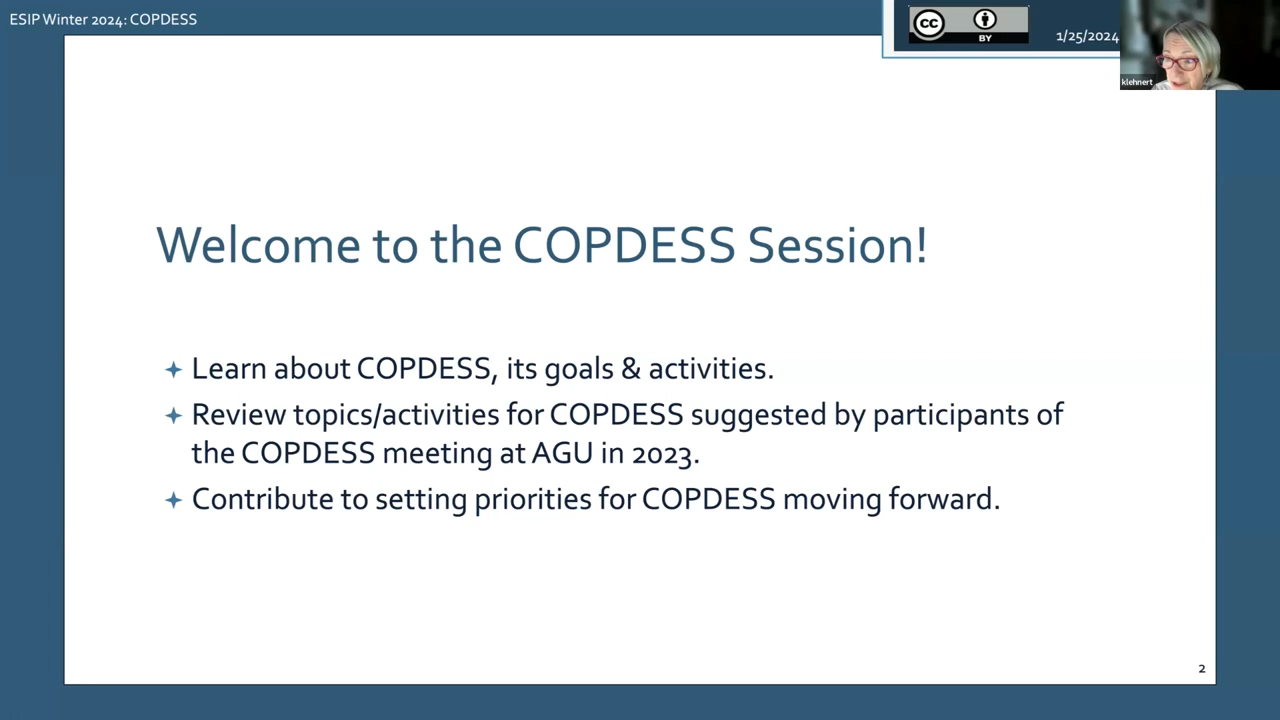 ESIP Winter 2024: COPDESS
CC
BY
1/25/2024
klehnert
Welcome to the COPDESS Session!
Learn about COPDESS, its goals & activities.
Review topics/activities for COPDESS suggested by participants of
the COPDESS meeting at AGU in 2023.
Contribute to setting priorities for COPDESS moving forward.
2